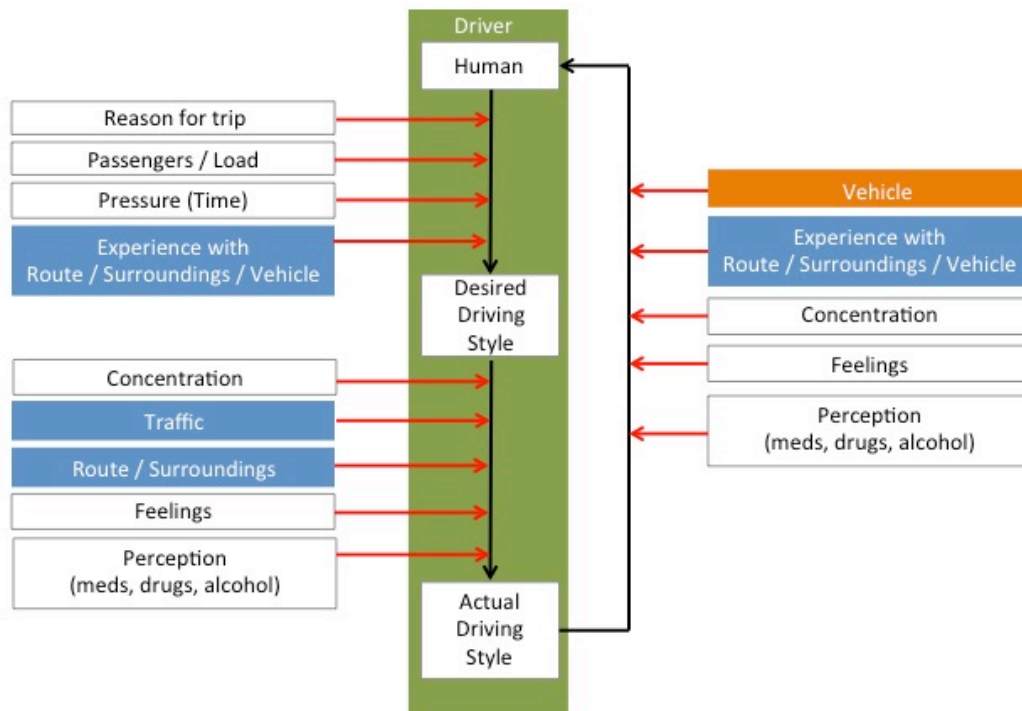 Driver
Human
Reason for trip
Passengers / Load
Pressure (Time)
Experience with
Route / Surroundings / Vehicle
Desired
Driving
Style
Concentration
Traffic
Route / Surroundings
Feelings
Perception
(meds, drugs, alcohol)
Actual
Driving
Style
Vehicle
Experience with
Route / Surroundings / Vehicle
Concentration
Feelings
Perception
(meds, drugs, alcohol)